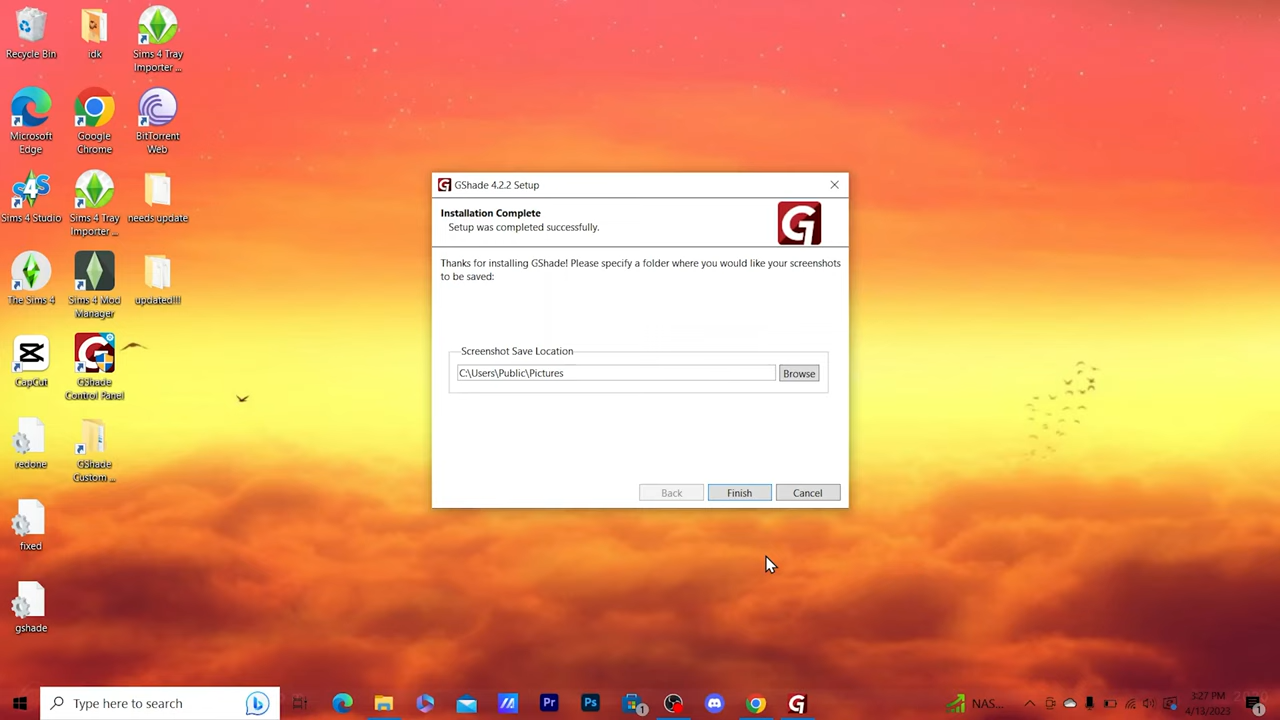 Recycle Bin
idk
Sims 4 Tray
Importer ...
Microsoft
Edge
Google
Chrome
BitTorrent
Web
Sims 4 Studio
Sims 4 Tray
Importer ...
needs update
The Sims 4
Sims 4 Mod
Manager
updated!!!
CapCut
GShade
Control Panel
redone
GShade
Custom ...
fixed
gshade
GShade 4.2.2 Setup
Installation Complete
Setup was completed successfully.
Thanks for installing GShade! Please specify a folder where you would like your screenshots
to be saved:
Screenshot Save Location
C:\Users\Public\Pictures
Browse
Back
Finish
Cancel
Type here to search
NAS...
3:27 PM
4/13/2023